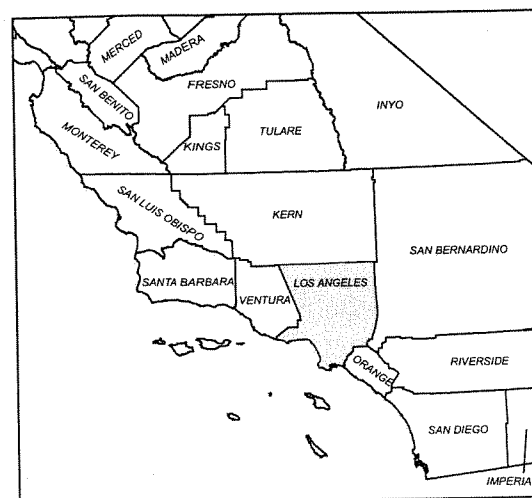 MERCED
MADERA
SAN BENITO
FRESNO
INYO
MONTEREY
KINGS
TULARE
SAN LUIS OBISPO
KERN
SAN BERNARDINO
SANTA BARBARA
VENTURA
LOS ANGELES
ORANGE
RIVERSIDE
SAN DIEGO
IMPERIA